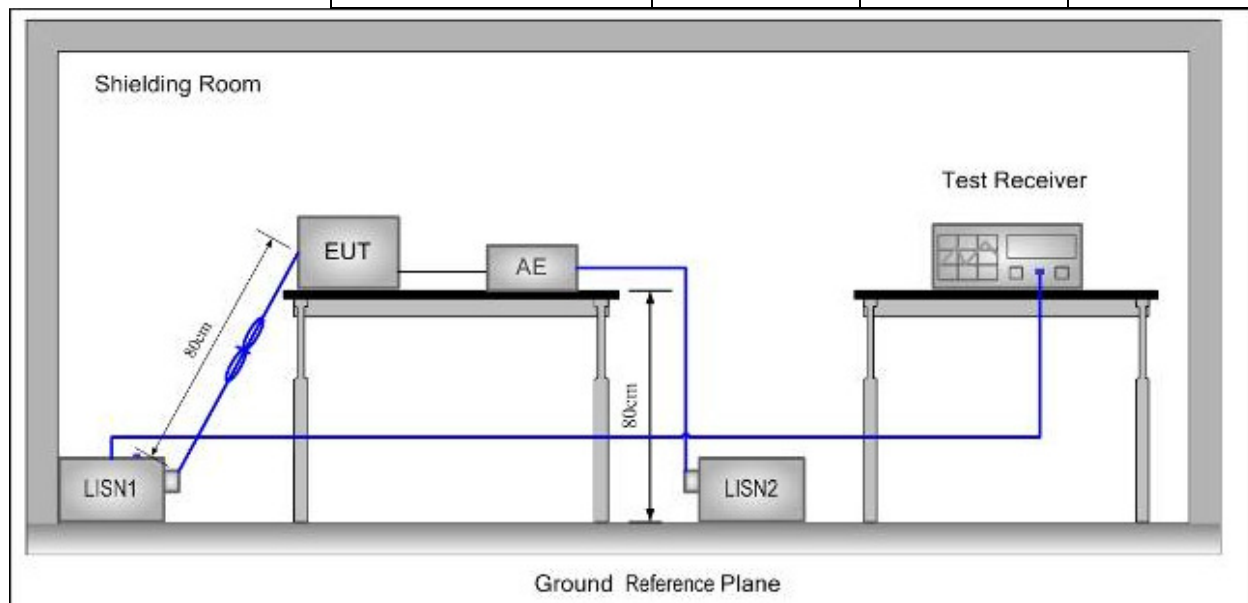 Shielding Room
Test Receiver
EUT
AE
80cm
80cm
LISN1
LISN2
Ground Reference Plane